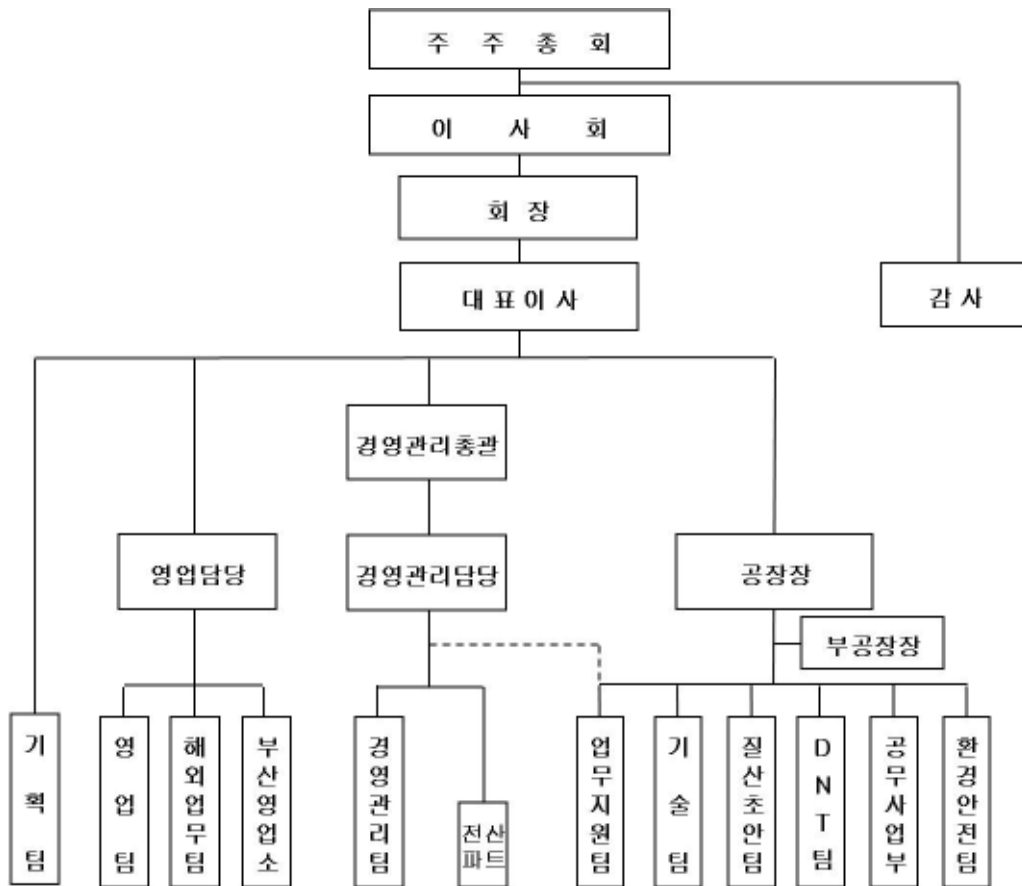 주 주 총 회
이 사 회
회 장
대 표 이 사
감 사
경영관리총괄
영업담당
경영관리담당
공장장
부공장장
기획팀
영업팀
해외업무팀
부산영업소
경영관리팀
전산
파트
업무지원팀
기술팀
질산초안팀
DNT팀
공무사업부
환경안전팀